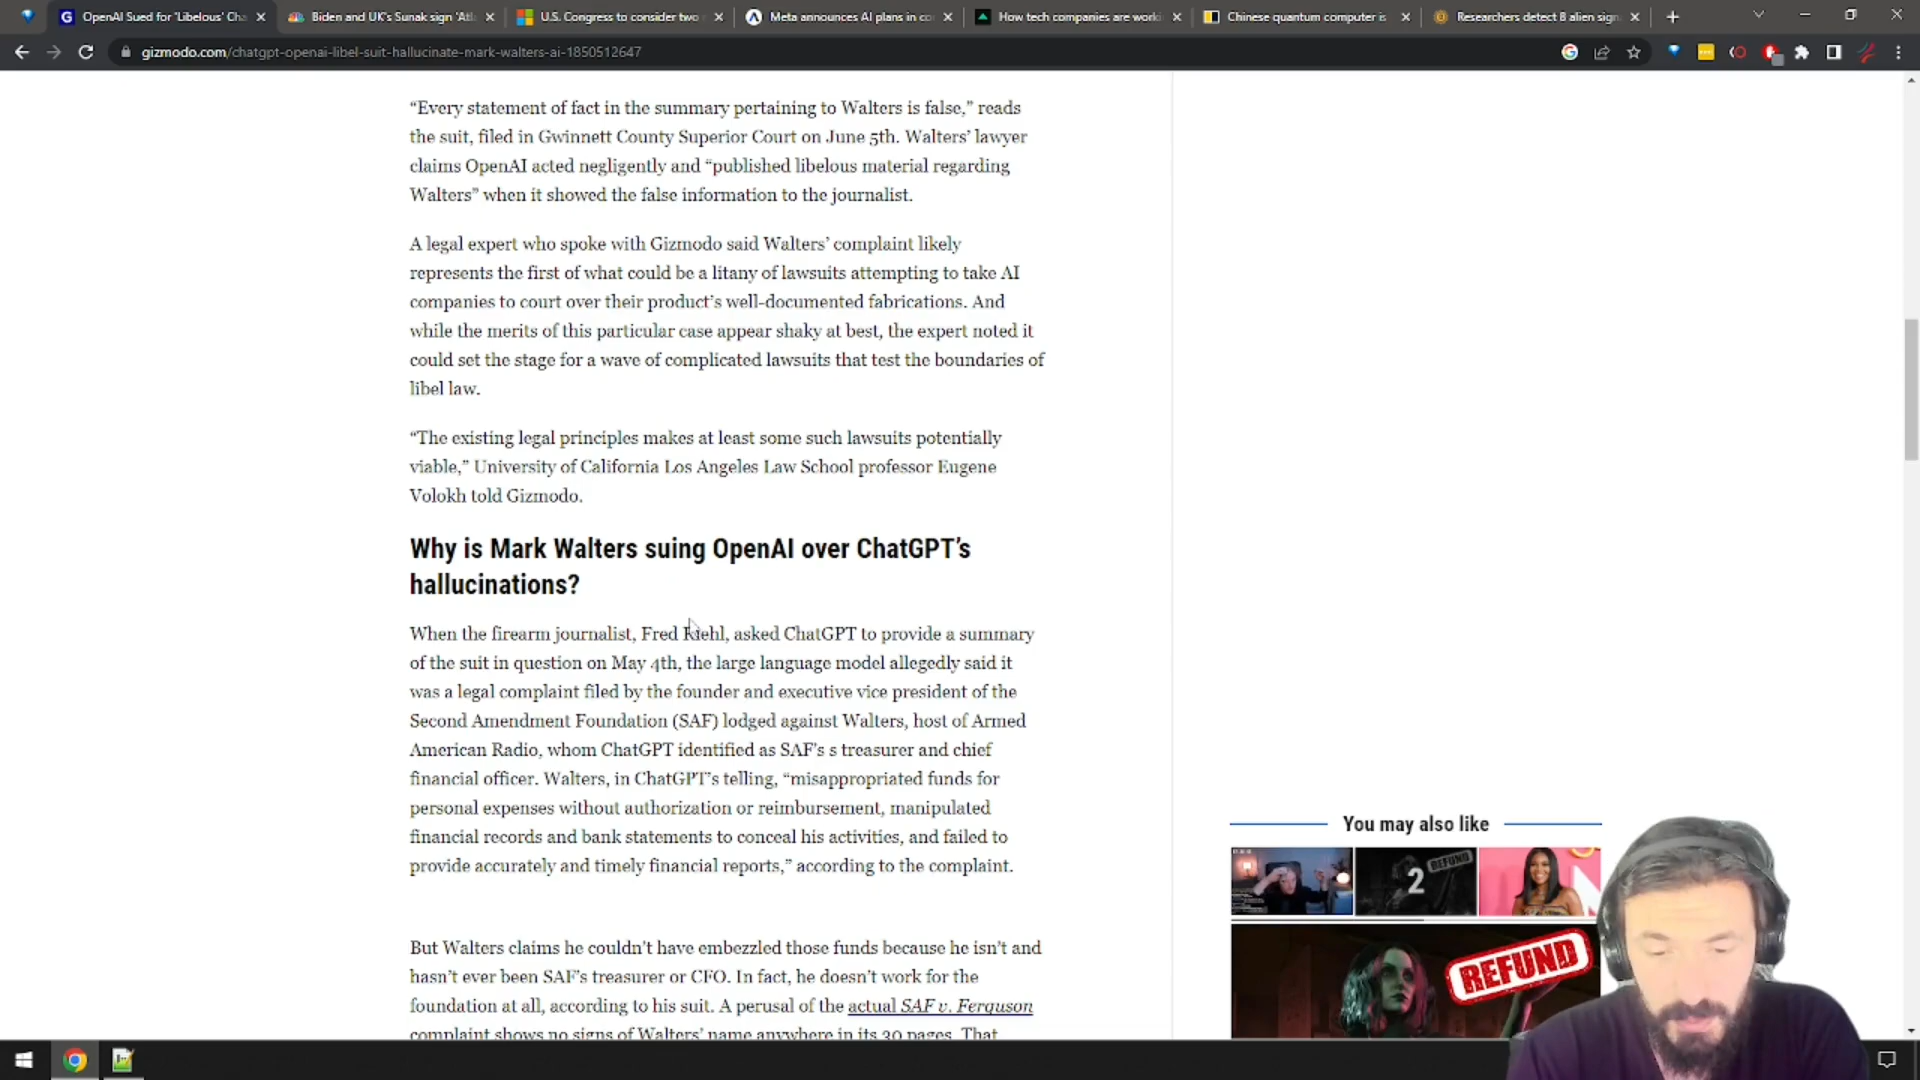 OpenAI Sued for 'Libelous' Cha
Biden and UK's Sunak sign 'Atl
U.S. Congress to consider two
Meta announces AI plans in co
How tech companies are worki
Chinese quantum computer is
Researchers detect 8 alien sign
gizmodo.com/chatgpt-openai-libel-suit-hallucinate-mark-walters-ai-1850512647
“Every statement of fact in the summary pertaining to Walters is false,” reads
the suit, filed in Gwinnett County Superior Court on June 5th. Walters’ lawyer
claims OpenAI acted negligently and “published libelous material regarding
Walters” when it showed the false information to the journalist.
A legal expert who spoke with Gizmodo said Walters’ complaint likely
represents the first of what could be a litany of lawsuits attempting to take AI
companies to court over their product’s well-documented fabrications. And
while the merits of this particular case appear shaky at best, the expert noted it
could set the stage for a wave of complicated lawsuits that test the boundaries of
libel law.
“The existing legal principles makes at least some such lawsuits potentially
viable,” University of California Los Angeles Law School professor Eugene
Volokh told Gizmodo.
Why is Mark Walters suing OpenAI over ChatGPT’s
hallucinations?
When the firearm journalist, Fred Riehl, asked ChatGPT to provide a summary
of the suit in question on May 4th, the large language model allegedly said it
was a legal complaint filed by the founder and executive vice president of the
Second Amendment Foundation (SAF) lodged against Walters, host of Armed
American Radio, whom ChatGPT identified as SAF’s s treasurer and chief
financial officer. Walters, in ChatGPT’s telling, “misappropriated funds for
personal expenses without authorization or reimbursement, manipulated
financial records and bank statements to conceal his activities, and failed to
provide accurately and timely financial reports,” according to the complaint.
But Walters claims he couldn’t have embezzled those funds because he isn’t and
hasn’t ever been SAF’s treasurer or CFO. In fact, he doesn’t work for the
foundation at all, according to his suit. A perusal of the actual SAF v. Ferguson
complaint shows no signs of Walters’ name anywhere in its 30 pages. That
You may also like
REFUND
2
REFUND